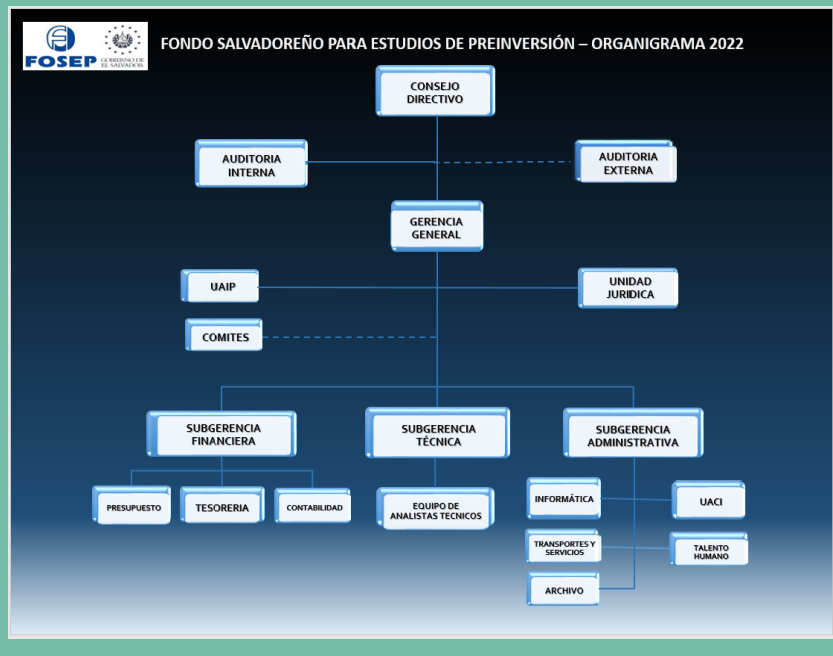 FOSEP
GOBIERNO DE
EL SALVADOR
FONDO SALVADOREÑO PARA ESTUDIOS DE PREINVERSIÓN – ORGANIGRAMA 2022
CONSEJO
DIRECTIVO
AUDITORIA
INTERNA
AUDITORIA
EXTERNA
GERENCIA
GENERAL
UAIP
UNIDAD
JURIDICA
COMITES
SUBGERENCIA
FINANCIERA
SUBGERENCIA
TÉCNICA
SUBGERENCIA
ADMINISTRATIVA
PRESUPUESTO
TESORERIA
CONTABILIDAD
EQUIPO DE
ANALISTAS TECNICOS
INFORMÁTICA
UACI
TRANSPORTES Y
SERVICIOS
TALENTO
HUMANO
ARCHIVO